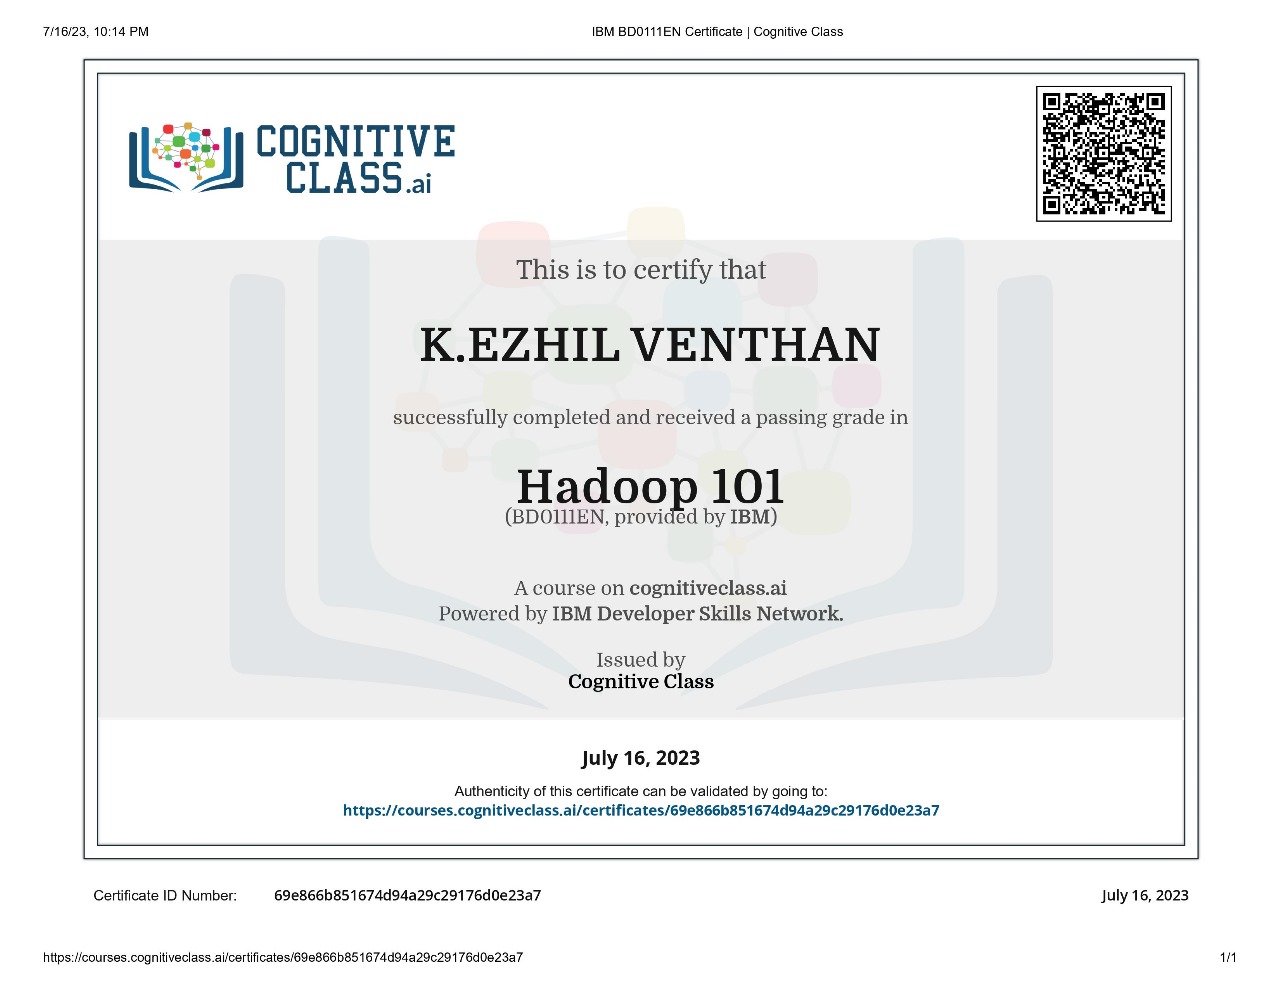 7/16/23, 10:14 PM
IBM BD0111EN Certificate | Cognitive Class
COGNITIVE
CLASS.ai
This is to certify that
K.EZHIL VENTHAN
successfully completed and received a passing grade in
Hadoop 101
(BD0111EN, provided by IBM)
A course on cognitiveclass.ai
Powered by IBM Developer Skills Network.
Issued by
Cognitive Class
July 16, 2023
Authenticity of this certificate can be validated by going to:
https://courses.cognitiveclass.ai/certificates/69e866b851674d94a29c29176d0e23a7
Certificate ID Number: 69e866b851674d94a29c29176d0e23a7
July 16, 2023
https://courses.cognitiveclass.ai/certificates/69e866b851674d94a29c29176d0e23a7
1/1